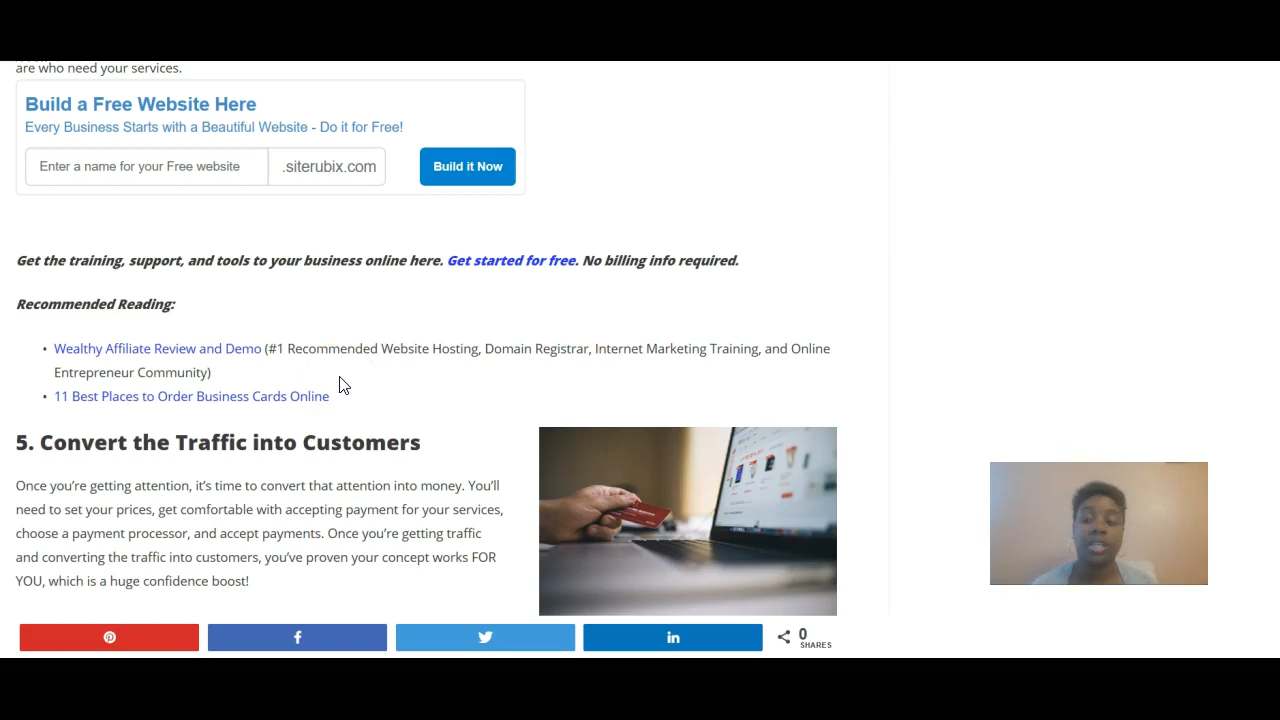 are who need your services.
Build a Free Website Here
Every Business Starts with a Beautiful Website - Do it for Free!
Enter a name for your Free website
.siterubix.com
Build it Now
Get the training, support, and tools to your business online here. Get started for free. No billing info required.
Recommended Reading:
• Wealthy Affiliate Review and Demo (#1 Recommended Website Hosting, Domain Registrar, Internet Marketing Training, and Online
Entrepreneur Community)
• 11 Best Places to Order Business Cards Online
5. Convert the Traffic into Customers
Once you’re getting attention, it’s time to convert that attention into money. You’ll
need to set your prices, get comfortable with accepting payment for your services,
choose a payment processor, and accept payments. Once you’re getting traffic
and converting the traffic into customers, you’ve proven your concept works FOR
YOU, which is a huge confidence boost!
0
SHARES